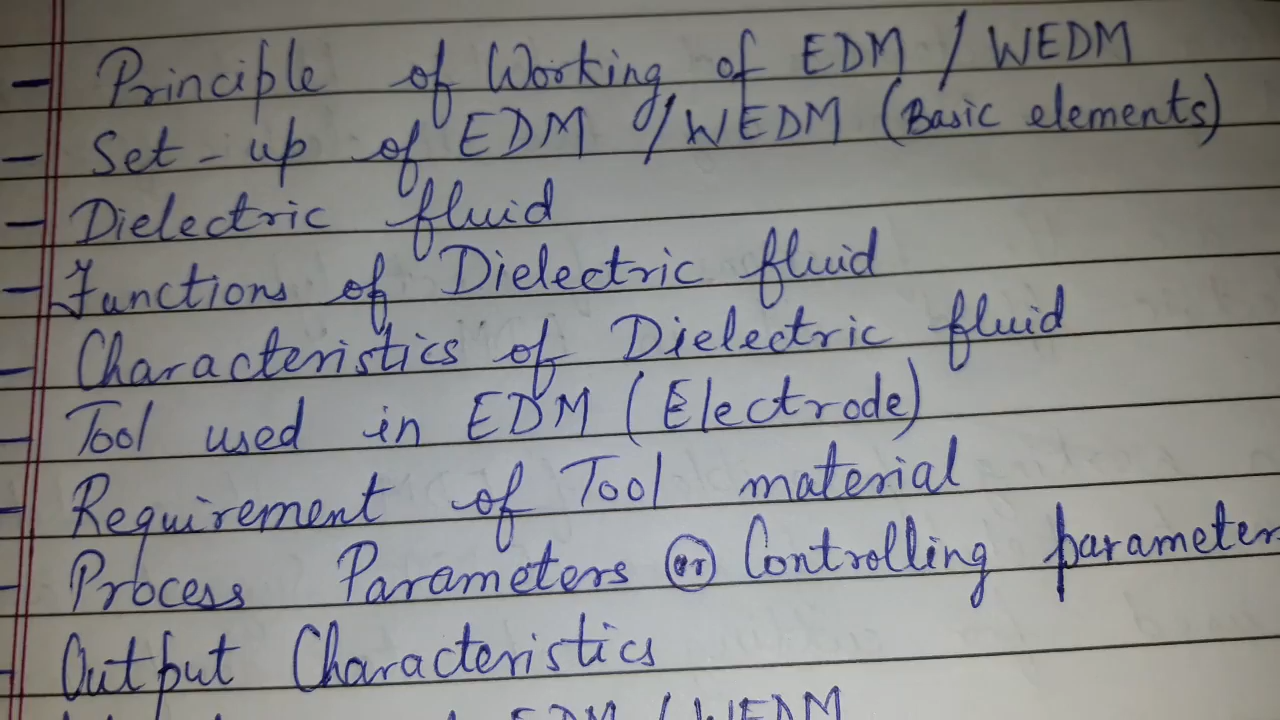 - Principle of Working of EDM / WEDM
- Set-up of EDM / WEDM (Basic elements)
- Dielectric fluid
- Functions of Dielectric fluid
- Characteristics of Dielectric fluid
- Tool used in EDM (Electrode)
- Requirement of Tool material
- Process Parameters or Controlling parameter
- Output Characteristics
EDM / WEDM